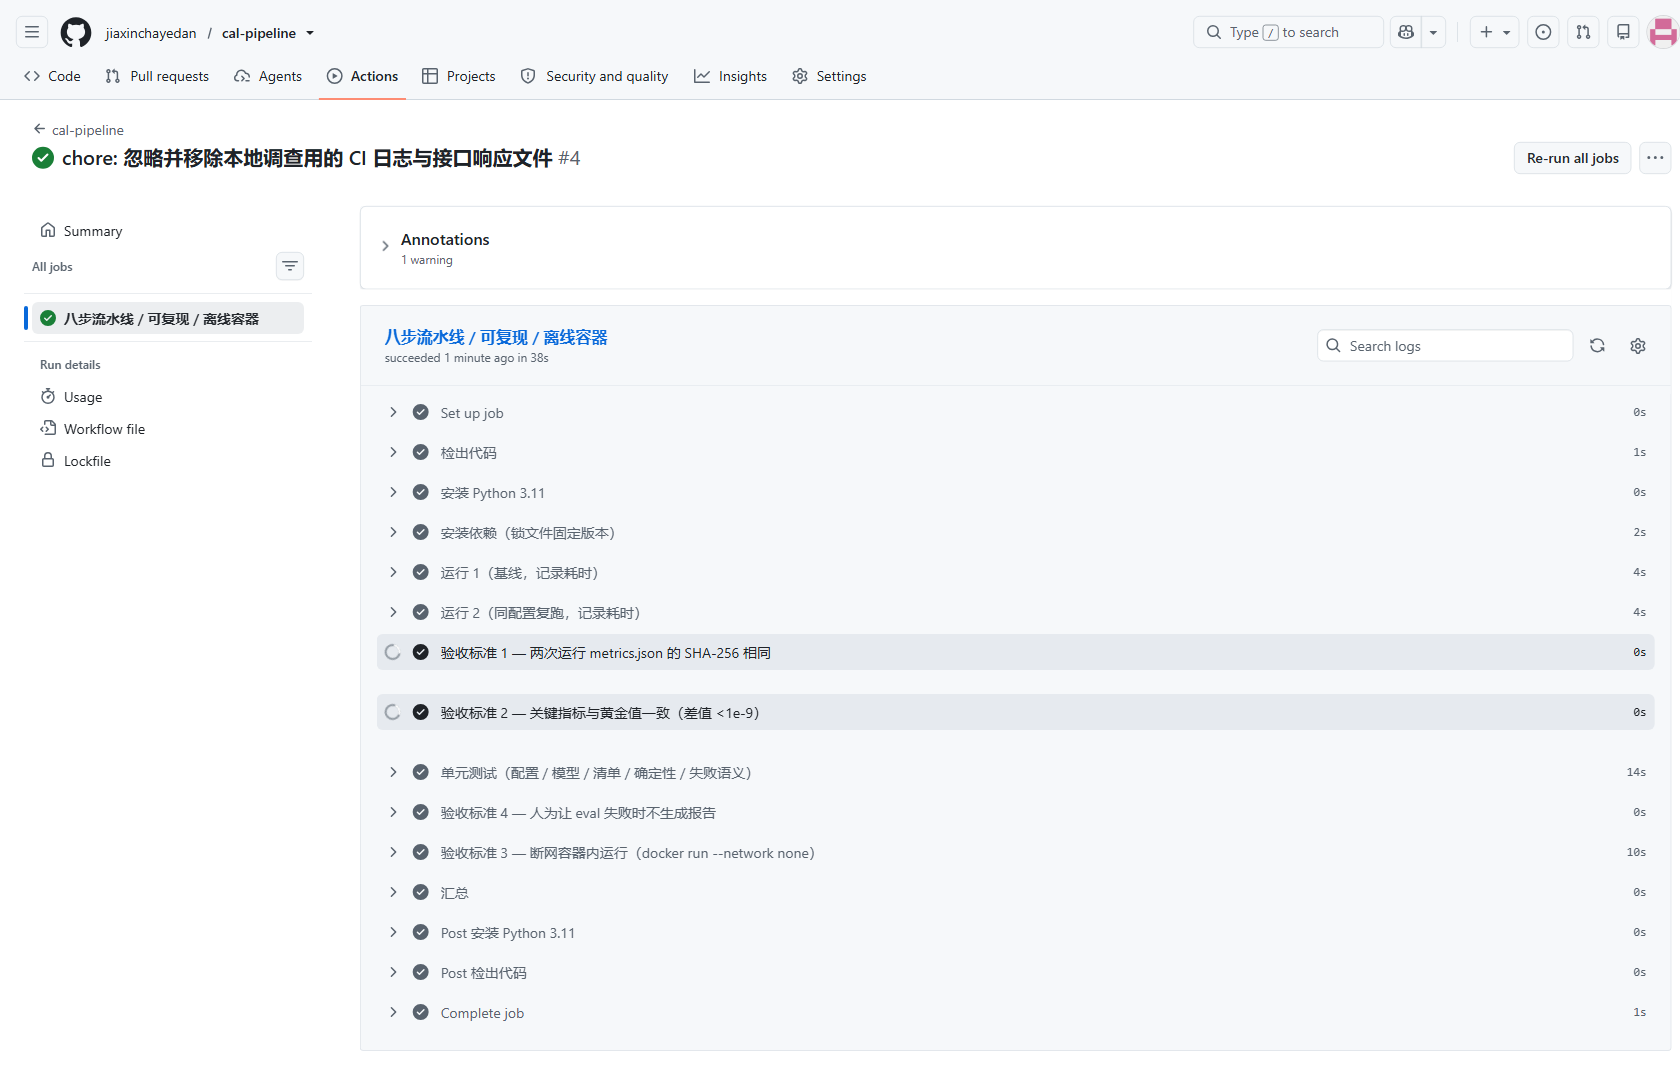 jiaxinchayedan / cal-pipeline
Type / to search
Code
Pull requests
Agents
Actions
Projects
Security and quality
Insights
Settings
cal-pipeline
chore: 忽略并移除本地调查用的 CI 日志与接口响应文件 #4
Re-run all jobs
Summary
All jobs
八步流水线 / 可复现 / 离线容器
Run details
Usage
Workflow file
Lockfile
Annotations
1 warning
八步流水线 / 可复现 / 离线容器
succeeded 1 minute ago in 38s
Search logs
Set up job 0s
检出代码 1s
安装 Python 3.11 0s
安装依赖（锁文件固定版本） 2s
运行 1（基线，记录耗时） 4s
运行 2（同配置复跑，记录耗时） 4s
验收标准 1 — 两次运行 metrics.json 的 SHA-256 相同 0s
验收标准 2 — 关键指标与黄金值一致（差值 <1e-9） 0s
单元测试（配置 / 模型 / 清单 / 确定性 / 失败语义） 14s
验收标准 4 — 人为让 eval 失败时不生成报告 0s
验收标准 3 — 断网容器内运行（docker run --network none） 10s
汇总 0s
Post 安装 Python 3.11 0s
Post 检出代码 0s
Complete job 1s